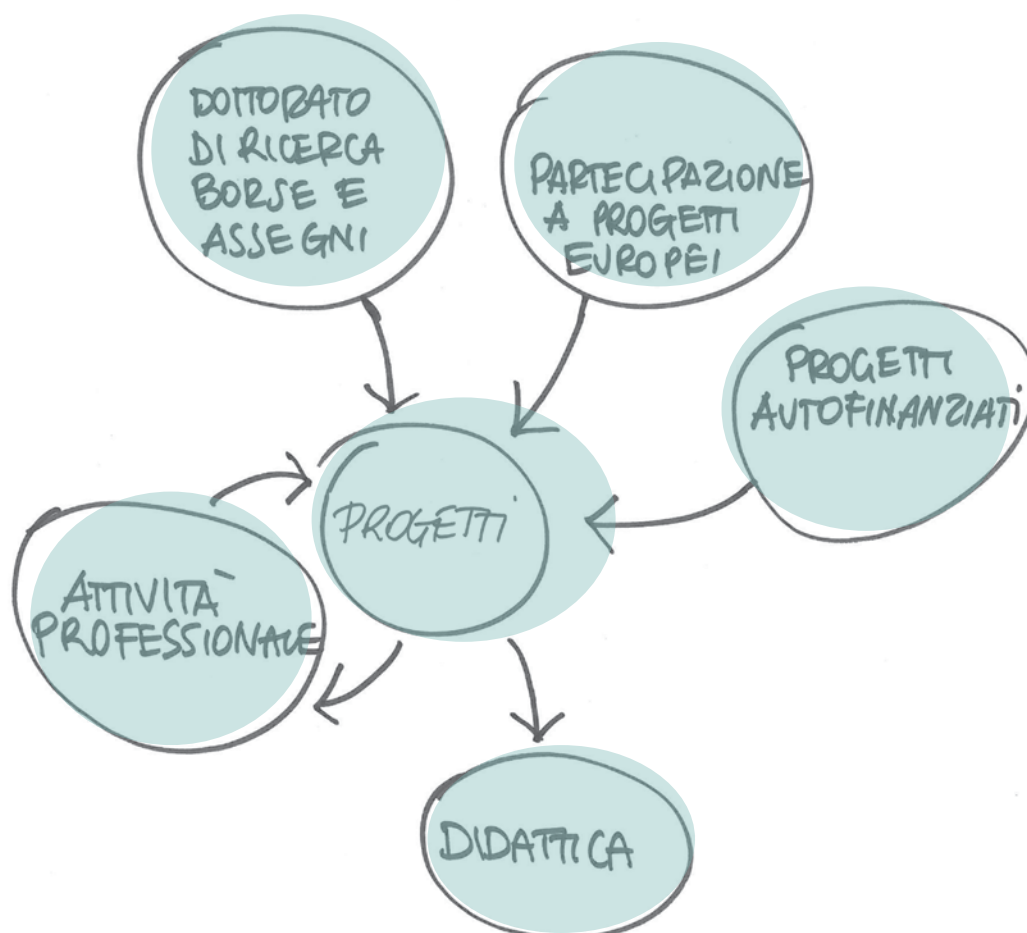 DOTTORATO
DI RICERCA
BORSE E
ASSEGNI
PARTECIPAZIONE
A PROGETTI
EUROPEI
PROGETTI
AUTOFINANZIATI
PROGETTI
ATTIVITÀ
PROFESSIONALE
DIDATTICA